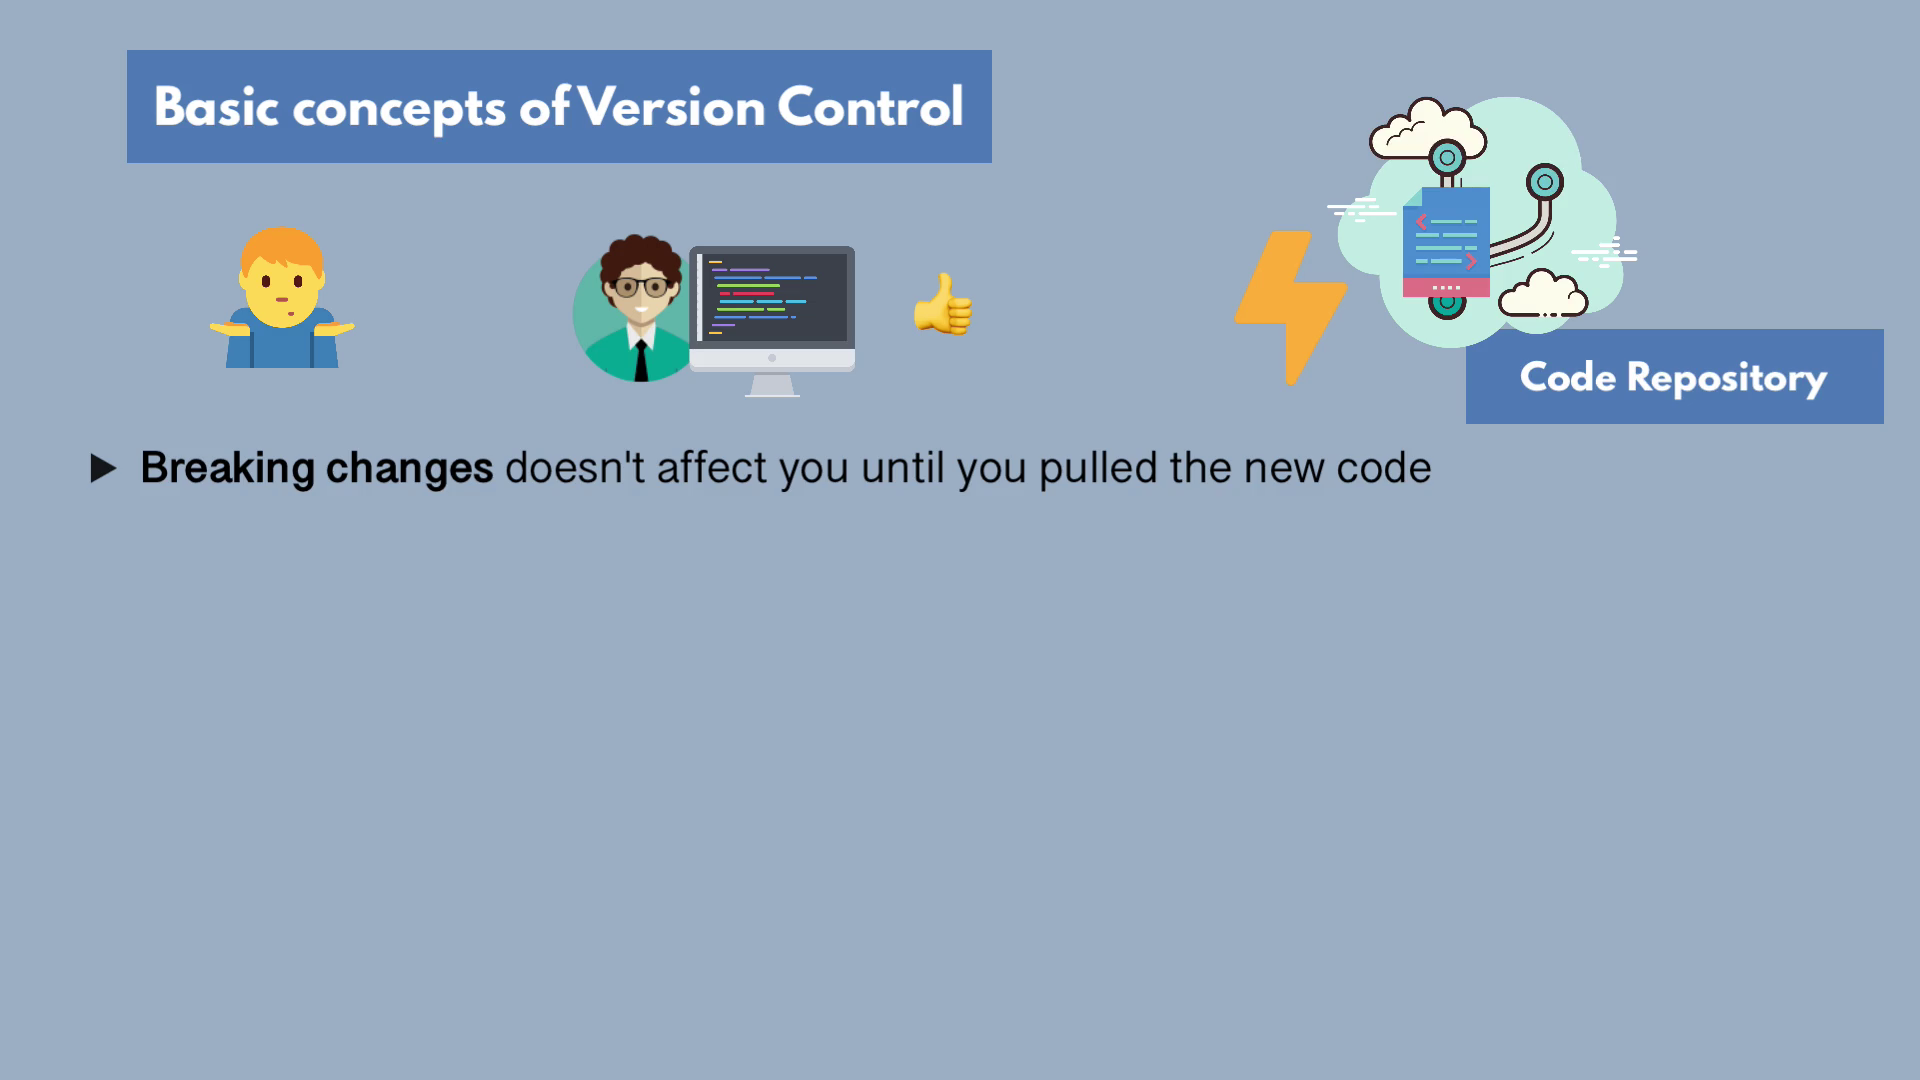 Basic concepts of Version Control
Code Repository
▶ Breaking changes doesn't affect you until you pulled the new code